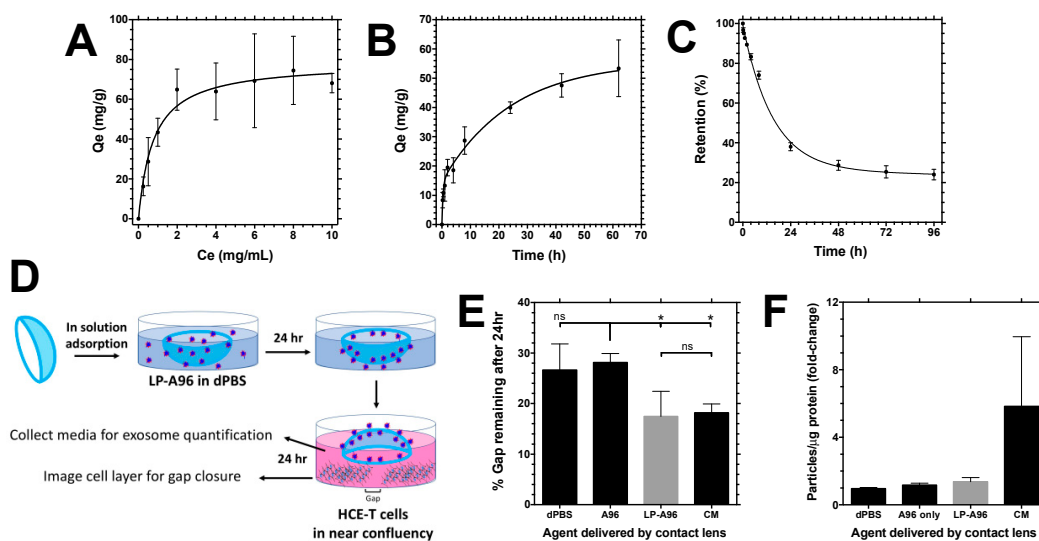 A
Qe (mg/g)
100
80
60
40
20
0
0 2 4 6 8 10
Ce (mg/mL)
B
Qe (mg/g)
70
60
50
40
30
20
10
0
0 10 20 30 40 50 60 70
Time (h)
C
Retention (%)
100
80
60
40
20
0
0 24 48 72 96
Time (h)
D
In solution
adsorption
LP-A96 in dPBS
24 hr
Collect media for exosome quantification
24 hr
Image cell layer for gap closure
Gap
HCE-T cells
in near confluency
E
% Gap remaining after 24hr
40
30
20
10
0
ns
*
*
ns
dPBS A96 LP-A96 CM
Agent delivered by contact lens
F
Particles/µg protein (fold-change)
12
8
4
0
dPBS A96 only LP-A96 CM
Agent delivered by contact lens